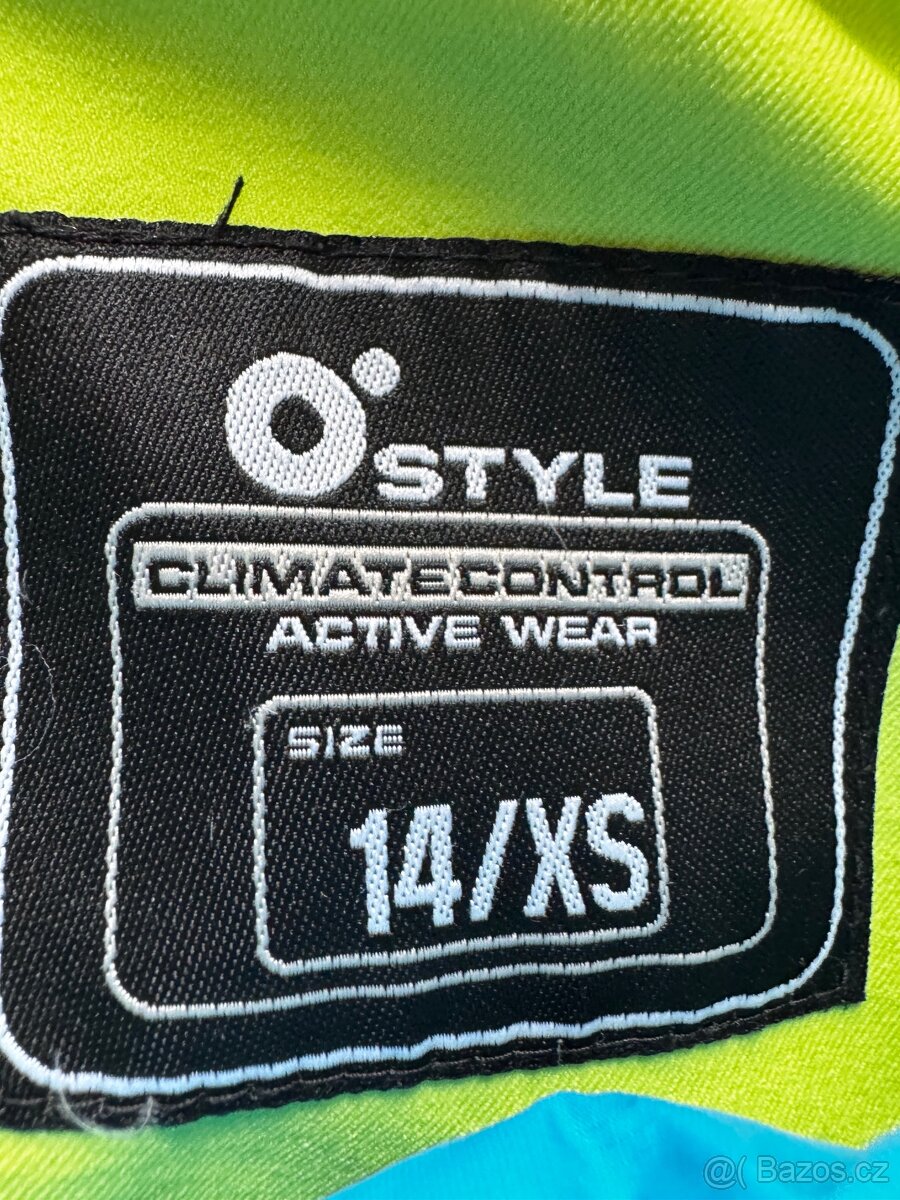 O°STYLE
CLIMATECONTROL
ACTIVE WEAR
SIZE
14/XS
@( Bazos.cz